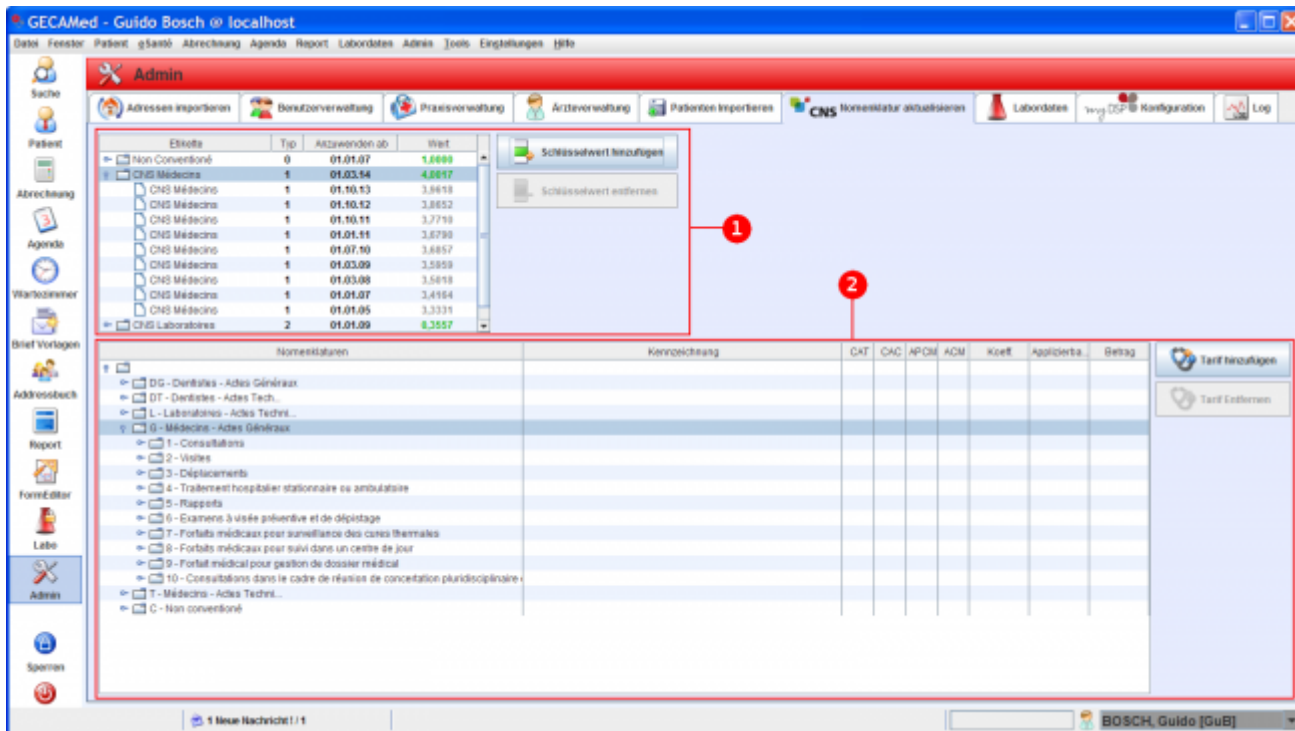 GECAMed - Guido Bosch @ localhost
Datei Fenster Patient eSanté Abrechnung Agenda Report Labordaten Admin Tools Einstellungen Hilfe
Suche
Patient
Abrechnung
Agenda
Wartezimmer
Brief Vorlagen
Addressbuch
Report
FormEditor
Labo
Admin
Sperren
Admin
Adressen importieren Benutzerverwaltung Praxisverwaltung Ärzteverwaltung Patienten Importieren CNS Nomenklatur aktualisieren Labordaten my DSP Konfiguration Log
Etikette Typ Anzuwenden ab Wert
Non Conventioné 0 01.01.07 1,0000
CNS Médecins 1 01.03.14 4,0017
CNS Médecins 1 01.10.13
CNS Médecins 1 01.10.12
CNS Médecins 1 01.10.11 3,7710
CNS Médecins 1 01.01.11
CNS Médecins 1 01.07.10 3,6857
CNS Médecins 1 01.03.09
CNS Médecins 1 01.03.08
CNS Médecins 1 01.01.07 3,4164
CNS Médecins 1 01.01.05 3,3331
CNS Laboratoires 2 01.01.09 0,3557
Schlüsselwert hinzufügen
Schlüsselwert entfernen
1
2
Nomenklaturen Kennzeichnung CAT CAC APCM ACM Koeff. Applizierba... Betrag
DG - Dentistes - Actes Généraux
DT - Dentistes - Actes Tech...
L - Laboratoires - Actes Techni...
G - Médecins - Actes Généraux
1 - Consultations
2 - Visites
3 - Déplacements
4 - Traitement hospitalier stationnaire ou ambulatoire
5 - Rapports
6 - Examens à visée préventive et de dépistage
7 - Forfaits médicaux pour surveillance des cures thermales
8 - Forfaits médicaux pour suivi dans un centre de jour
9 - Forfait médical pour gestion de dossier médical
10 - Consultations dans le cadre de réunion de concertation pluridisciplinaire
T - Médecins - Actes Techni...
C - Non conventioné
Tarif hinzufügen
Tarif Entfernen
1 Neue Nachricht! / 1
BOSCH, Guido [GuB]